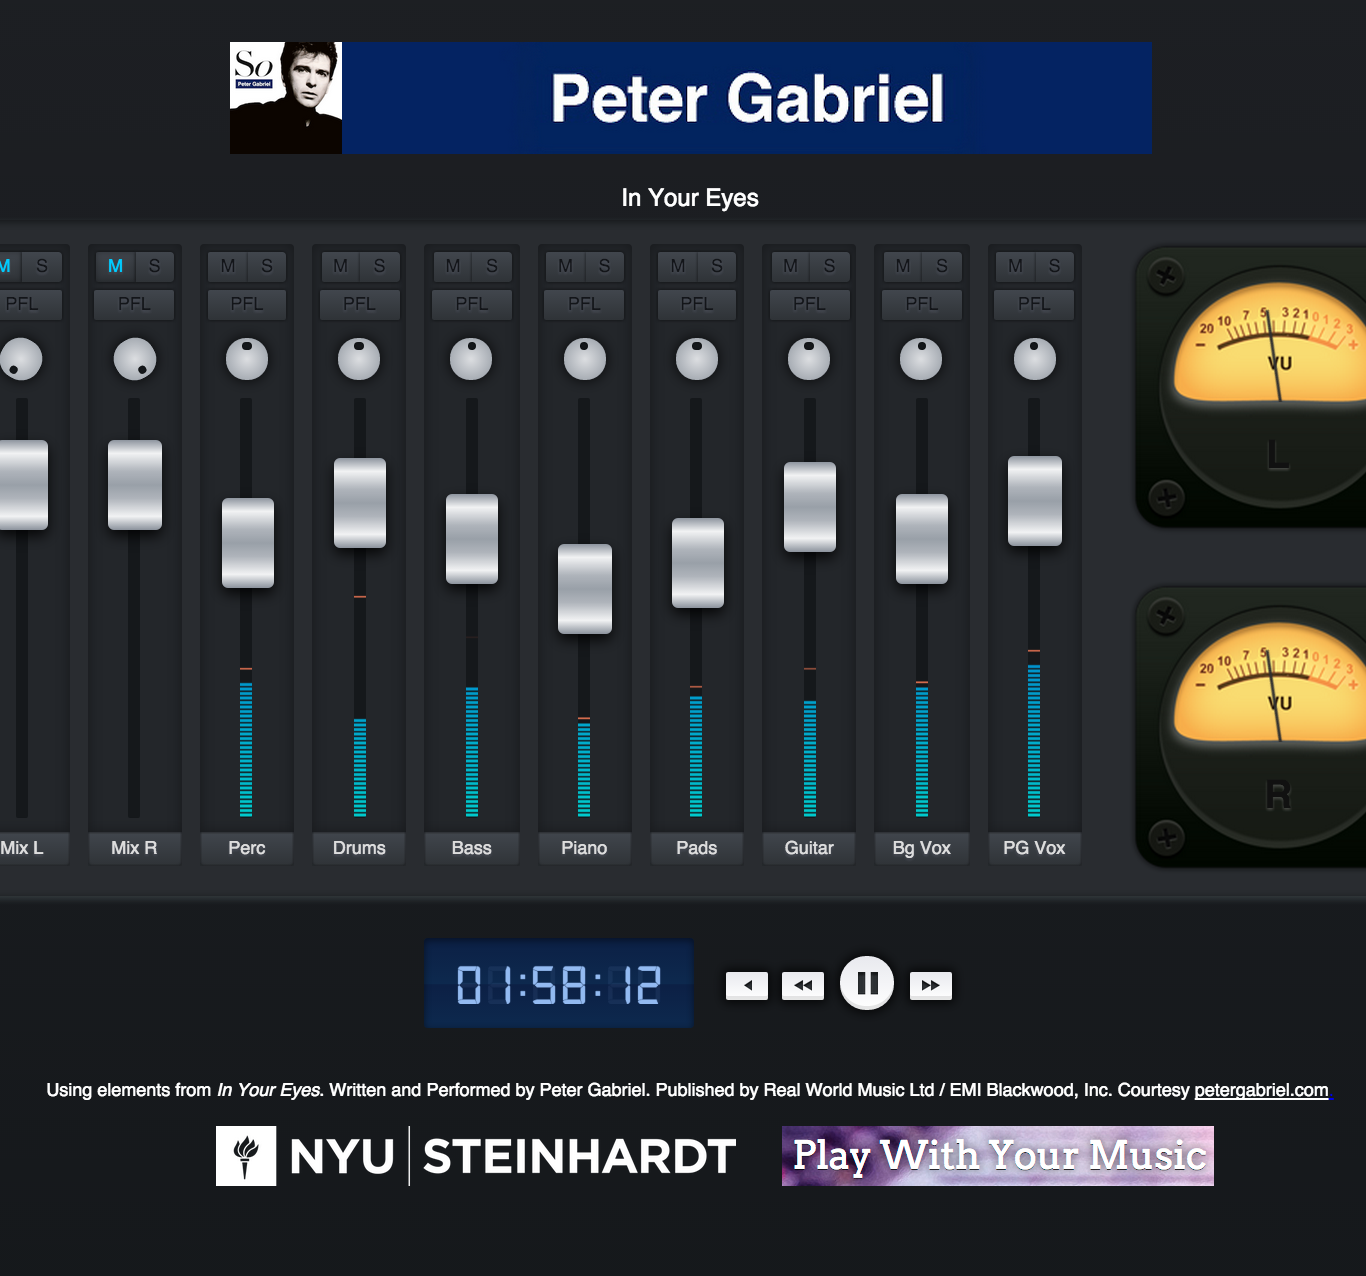 So
Peter Gabriel
Peter Gabriel
In Your Eyes
M S M S M S M S M S M S M S M S M S M S
PFL PFL PFL PFL PFL PFL PFL PFL PFL PFL
20 10 7 5 3 2 1 0 1 2 3
- +
VU
L
20 10 7 5 3 2 1 0 1 2 3
- +
VU
R
Mix L Mix R Perc Drums Bass Piano Pads Guitar Bg Vox PG Vox
01:58:12
Using elements from In Your Eyes. Written and Performed by Peter Gabriel. Published by Real World Music Ltd / EMI Blackwood, Inc. Courtesy petergabriel.com
NYU STEINHARDT
Play With Your Music